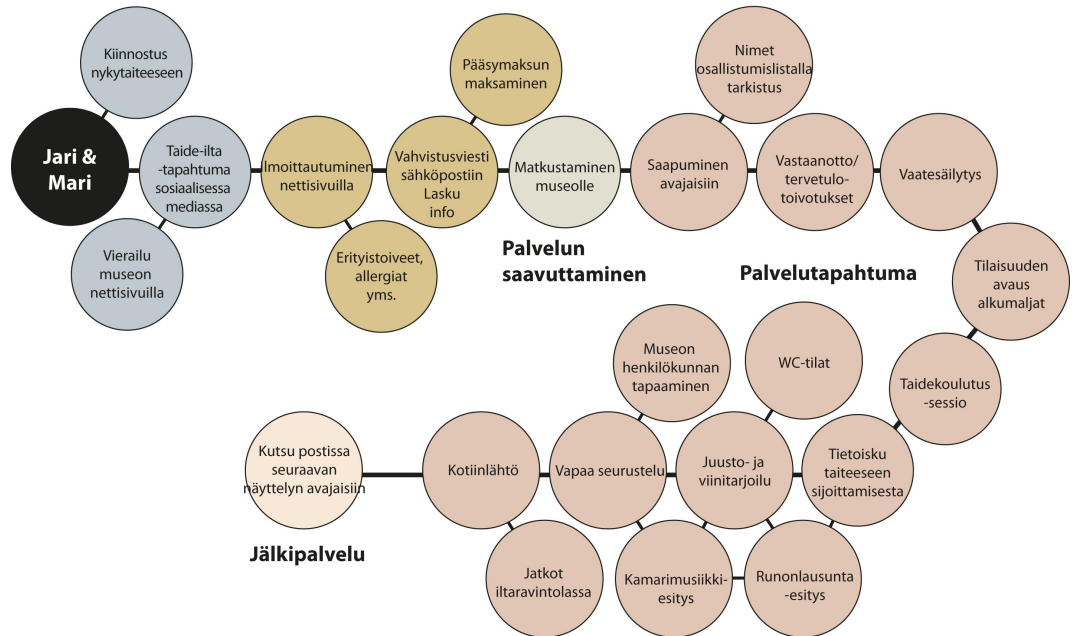 Kiinnostus
nykytaiteeseen
Jari &
Mari
Taide-ilta
-tapahtuma
sosiaalisessa
mediassa
Vierailu
museon
nettisivuilla
Ilmoittautuminen
nettisivuilla
Erityistoiveet,
allergiat
yms.
Vahvistusviesti
sähköpostiin
Lasku
info
Pääsymaksun
maksaminen
Matkustaminen
museolle
Palvelun
saavuttaminen
Saapuminen
avajaisiin
Nimet
osallistumislistalla
tarkistus
Vastaanotto/
tervetulo-
toivotukset
Vaatesäilytys
Palvelutapahtuma
Tilaisuuden
avaus
alkumaljat
Taidekoulutus
-sessio
Tietoisku
taiteeseen
sijoittamisesta
WC-tilat
Juusto- ja
viinitarjoilu
Runonlausunta
-esitys
Kamarimusiikki-
esitys
Museon
henkilökunnan
tapaaminen
Vapaa seurustelu
Kotiinlähtö
Jatkot
iltaravintolassa
Kutsu postissa
seuraavan
näyttelyn avajaisiin
Jälkipalvelu